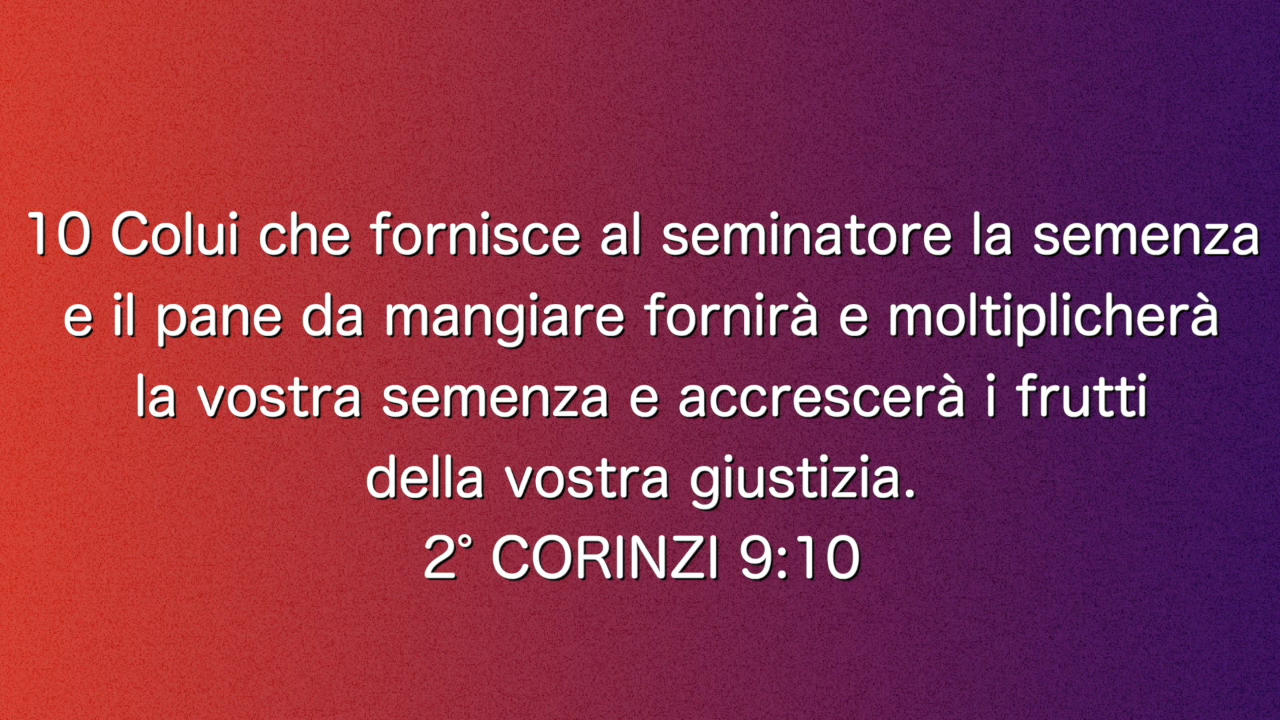 10 Colui che fornisce al seminatore la semenza
e il pane da mangiare fornirà e moltiplicherà
la vostra semenza e accrescerà i frutti
della vostra giustizia.
2° CORINZI 9:10